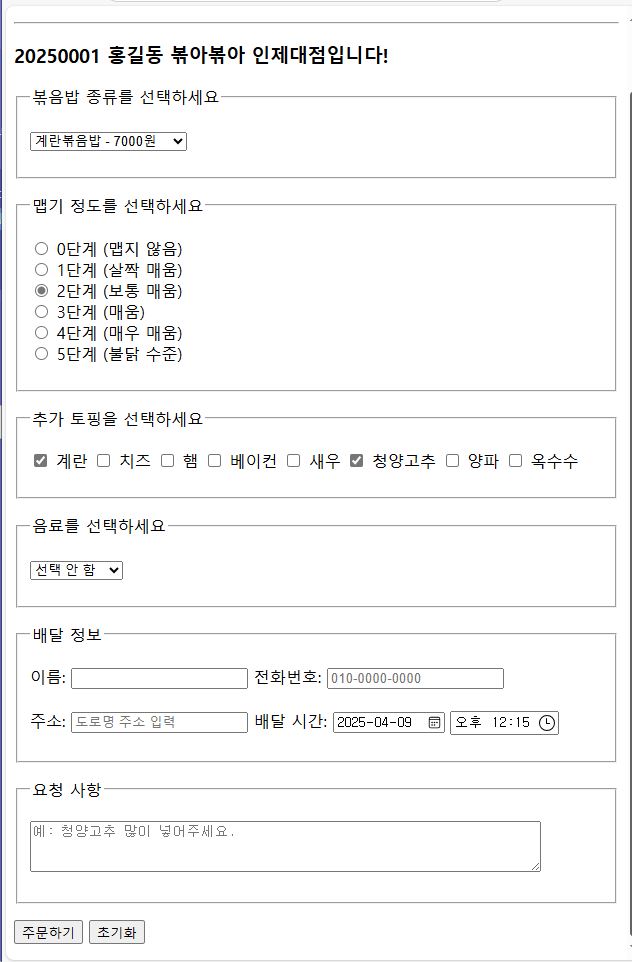 20250001 홍길동 볶아볶아 인제대점입니다!
볶음밥 종류를 선택하세요
계란볶음밥 - 7000원
맵기 정도를 선택하세요
0단계 (맵지 않음)
1단계 (살짝 매움)
2단계 (보통 매움)
3단계 (매움)
4단계 (매우 매움)
5단계 (불닭 수준)
추가 토핑을 선택하세요
계란 치즈 햄 베이컨 새우 청양고추 양파 옥수수
음료를 선택하세요
선택 안 함
배달 정보
이름: 전화번호: 010-0000-0000
주소: 도로명 주소 입력 배달 시간: 2025-04-09 오후 12:15
요청 사항
예: 청양고추 많이 넣어주세요.
주문하기 초기화